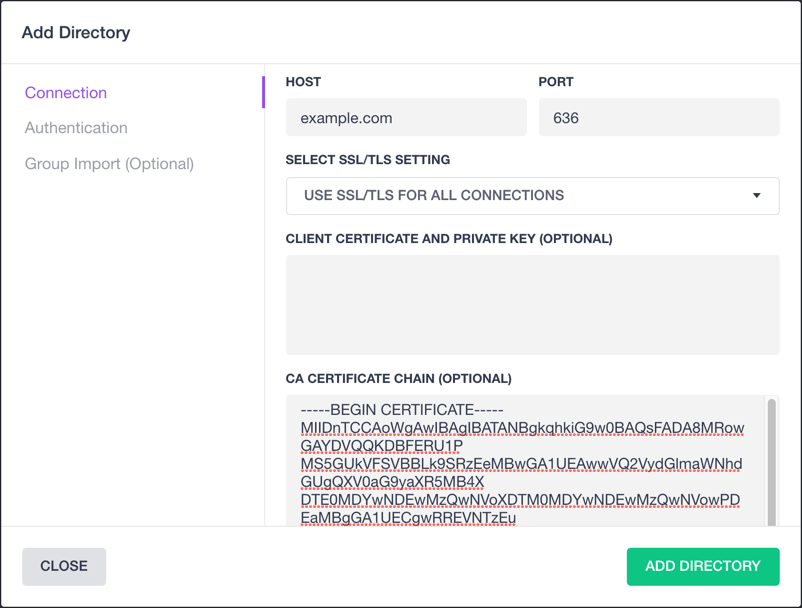 Add Directory
Connection
Authentication
Group Import (Optional)
HOST
PORT
example.com
636
SELECT SSL/TLS SETTING
USE SSL/TLS FOR ALL CONNECTIONS
CLIENT CERTIFICATE AND PRIVATE KEY (OPTIONAL)
CA CERTIFICATE CHAIN (OPTIONAL)
-----BEGIN CERTIFICATE-----
MIIDnTCCAoWgAwIBAgIBATANBgkqhkiG9w0BAQsFADA8MRow
GAYDVQQKDBFERU1P
MS5GUkVFSVBBLk9SRzEeMBwGA1UEAwwVQ2VydGlmaWNhd
GUgQXV0aG9yaXR5MB4X
DTE0MDYwNDEwMzQwNVoXDTM0MDYwNDEwMzQwNVowPD
EaMBgGA1UECgwRREVNTzEu
CLOSE
ADD DIRECTORY